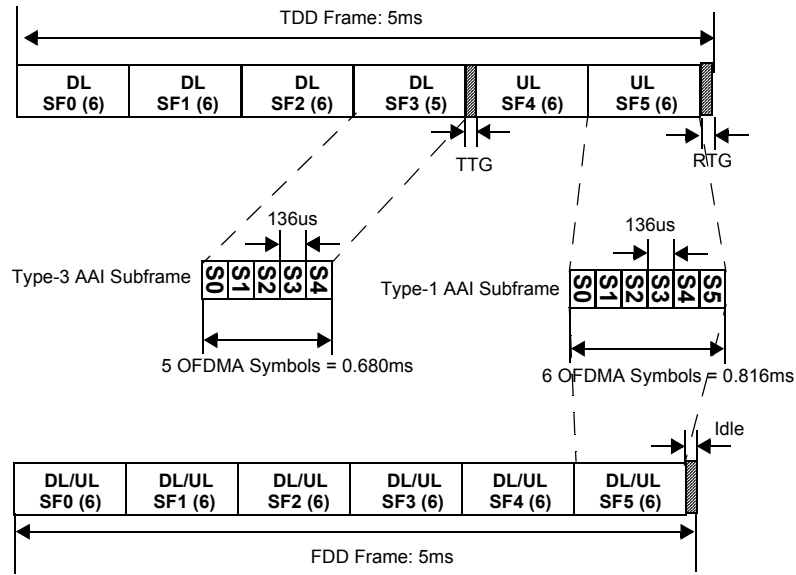 TDD Frame: 5ms
DL SF0 (6)
DL SF1 (6)
DL SF2 (6)
DL SF3 (5)
UL SF4 (6)
UL SF5 (6)
TTG
RTG
136us
136us
Type-3 AAI Subframe
S0 S1 S2 S3 S4
Type-1 AAI Subframe
S0 S1 S2 S3 S4 S5
5 OFDMA Symbols = 0.680ms
6 OFDMA Symbols = 0.816ms
Idle
DL/UL SF0 (6)
DL/UL SF1 (6)
DL/UL SF2 (6)
DL/UL SF3 (6)
DL/UL SF4 (6)
DL/UL SF5 (6)
FDD Frame: 5ms